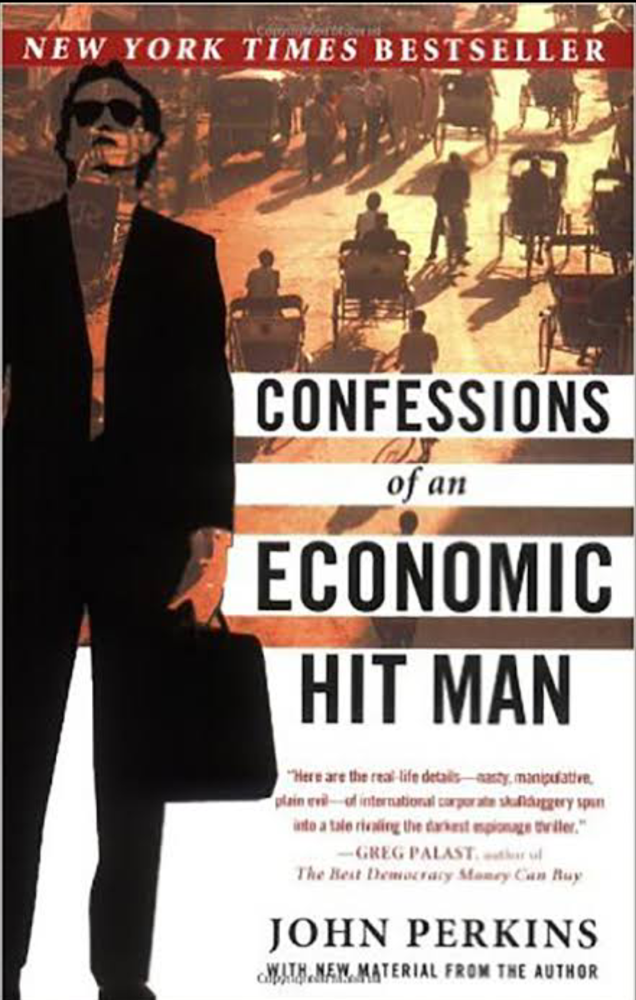 NEW YORK TIMES BESTSELLER
CONFESSIONS
of an
ECONOMIC
HIT MAN
"Here are the real-life details—nasty, manipulative,
plain evil—of international corporate skullduggery spun
into a tale rivaling the darkest espionage thriller."
—GREG PALAST, author of
The Best Democracy Money Can Buy
JOHN PERKINS
WITH NEW MATERIAL FROM THE AUTHOR